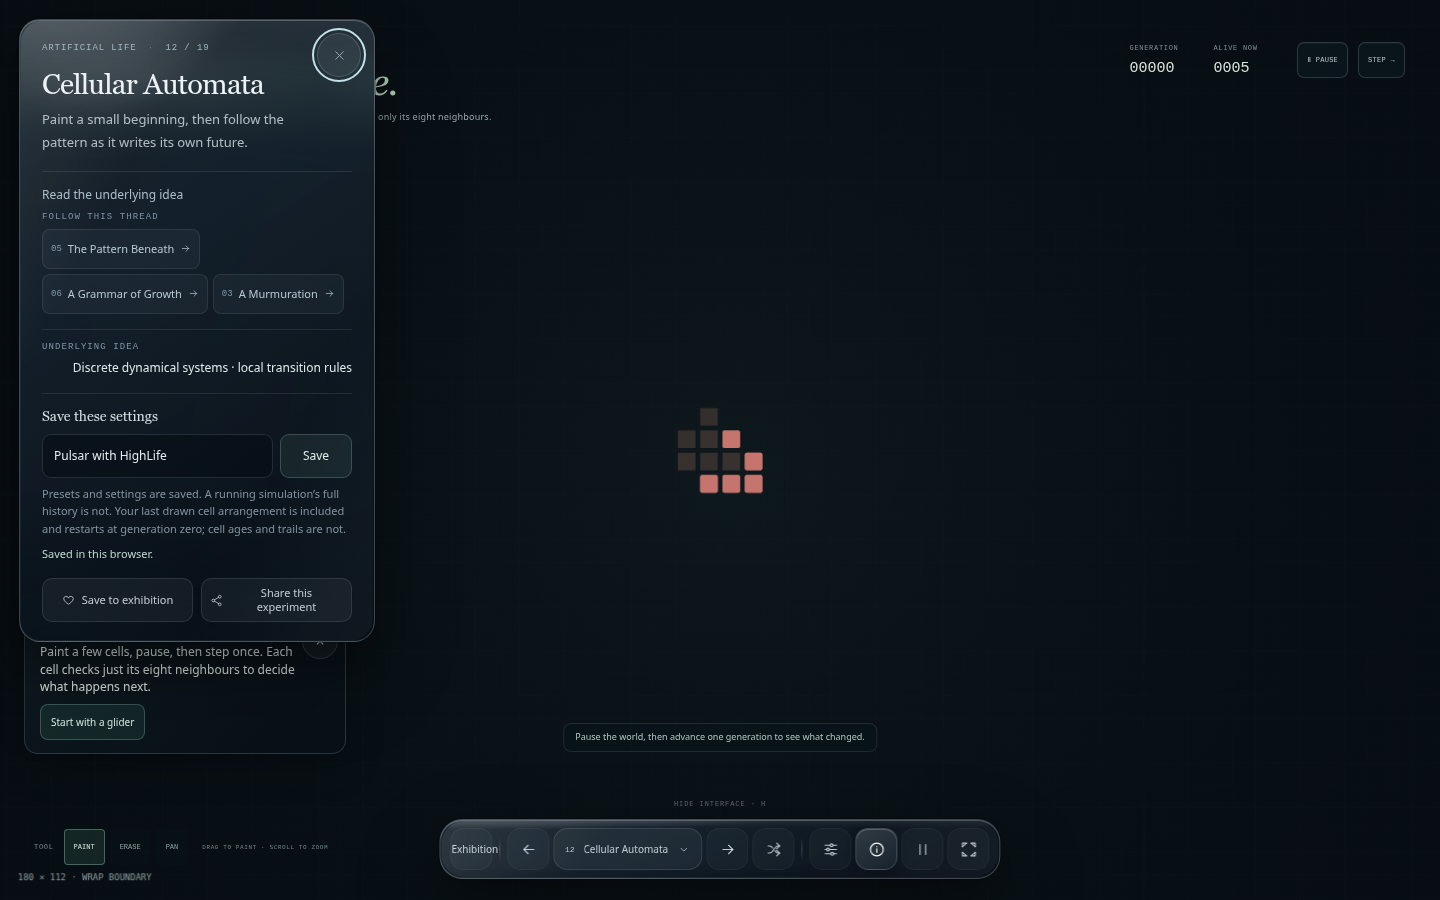 ARTIFICIAL LIFE · 12 / 19
Cellular Automata
Paint a small beginning, then follow the
pattern as it writes its own future.
Read the underlying idea
FOLLOW THIS THREAD
05 The Pattern Beneath →
06 A Grammar of Growth →
03 A Murmuration →
UNDERLYING IDEA
Discrete dynamical systems · local transition rules
Save these settings
Pulsar with HighLife
Save
Presets and settings are saved. A running simulation’s full
history is not. Your last drawn cell arrangement is included
and restarts at generation zero; cell ages and trails are not.
Saved in this browser.
Save to exhibition
Share this
experiment
e.
only its eight neighbours.
GENERATION
00000
ALIVE NOW
0005
PAUSE
STEP →
Paint a few cells, pause, then step once. Each
cell checks just its eight neighbours to decide
what happens next.
Start with a glider
Pause the world, then advance one generation to see what changed.
HIDE INTERFACE · H
TOOL
PAINT
ERASE
PAN
DRAG TO PAINT · SCROLL TO ZOOM
180 × 112 · WRAP BOUNDARY
Exhibition
12 Cellular Automata